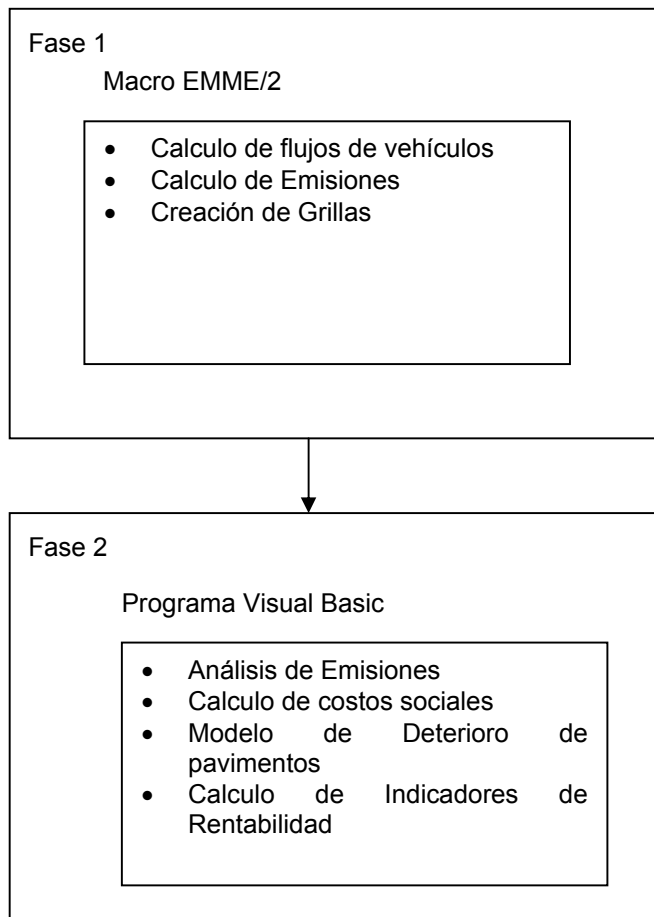 Fase 1
Macro EMME/2
• Calculo de flujos de vehículos
• Calculo de Emisiones
• Creación de Grillas
Fase 2
Programa Visual Basic
• Análisis de Emisiones
• Calculo de costos sociales
• Modelo de Deterioro de
pavimentos
• Calculo de Indicadores de
Rentabilidad